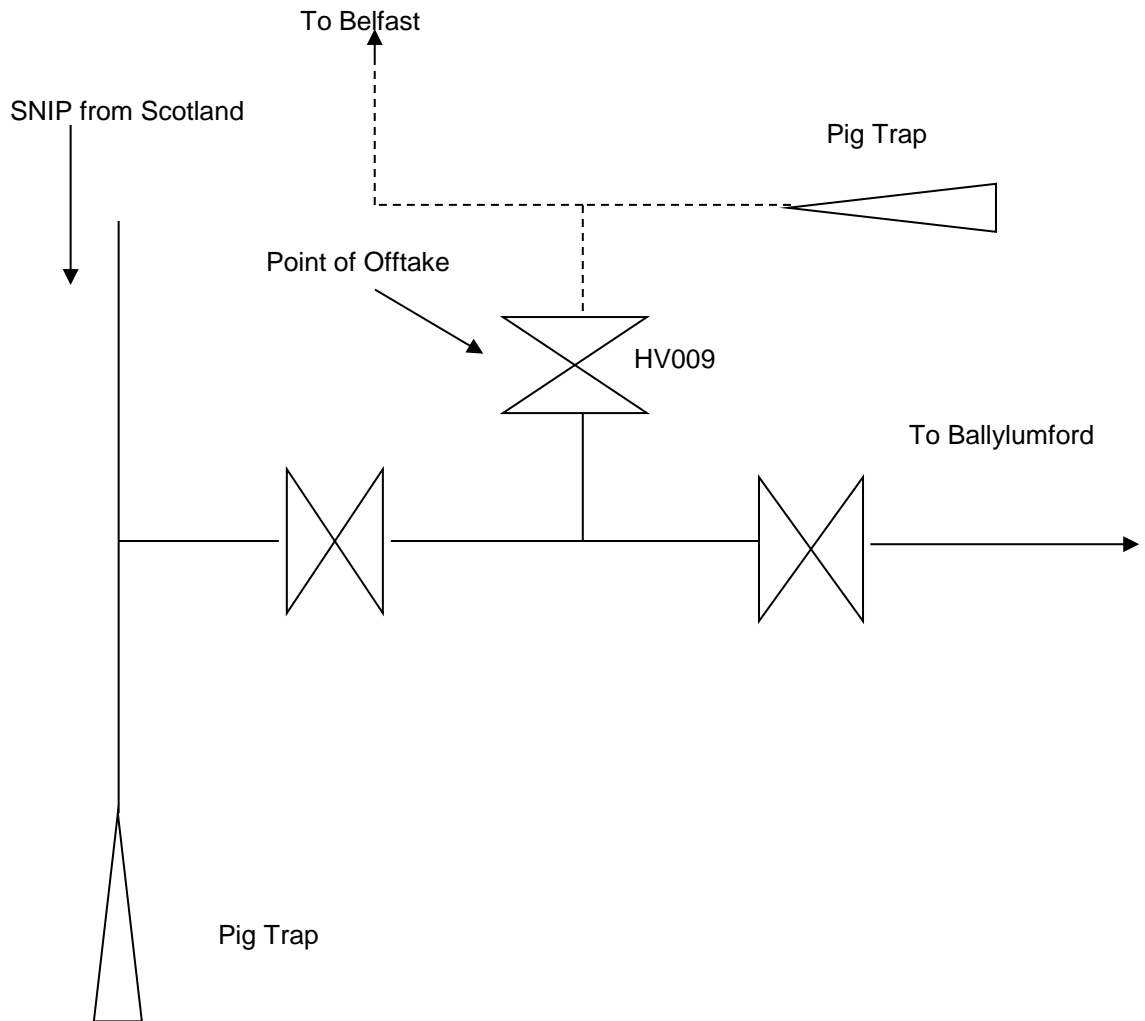 To Belfast
SNIP from Scotland
Pig Trap
Point of Offtake
HV009
To Ballylumford
Pig Trap